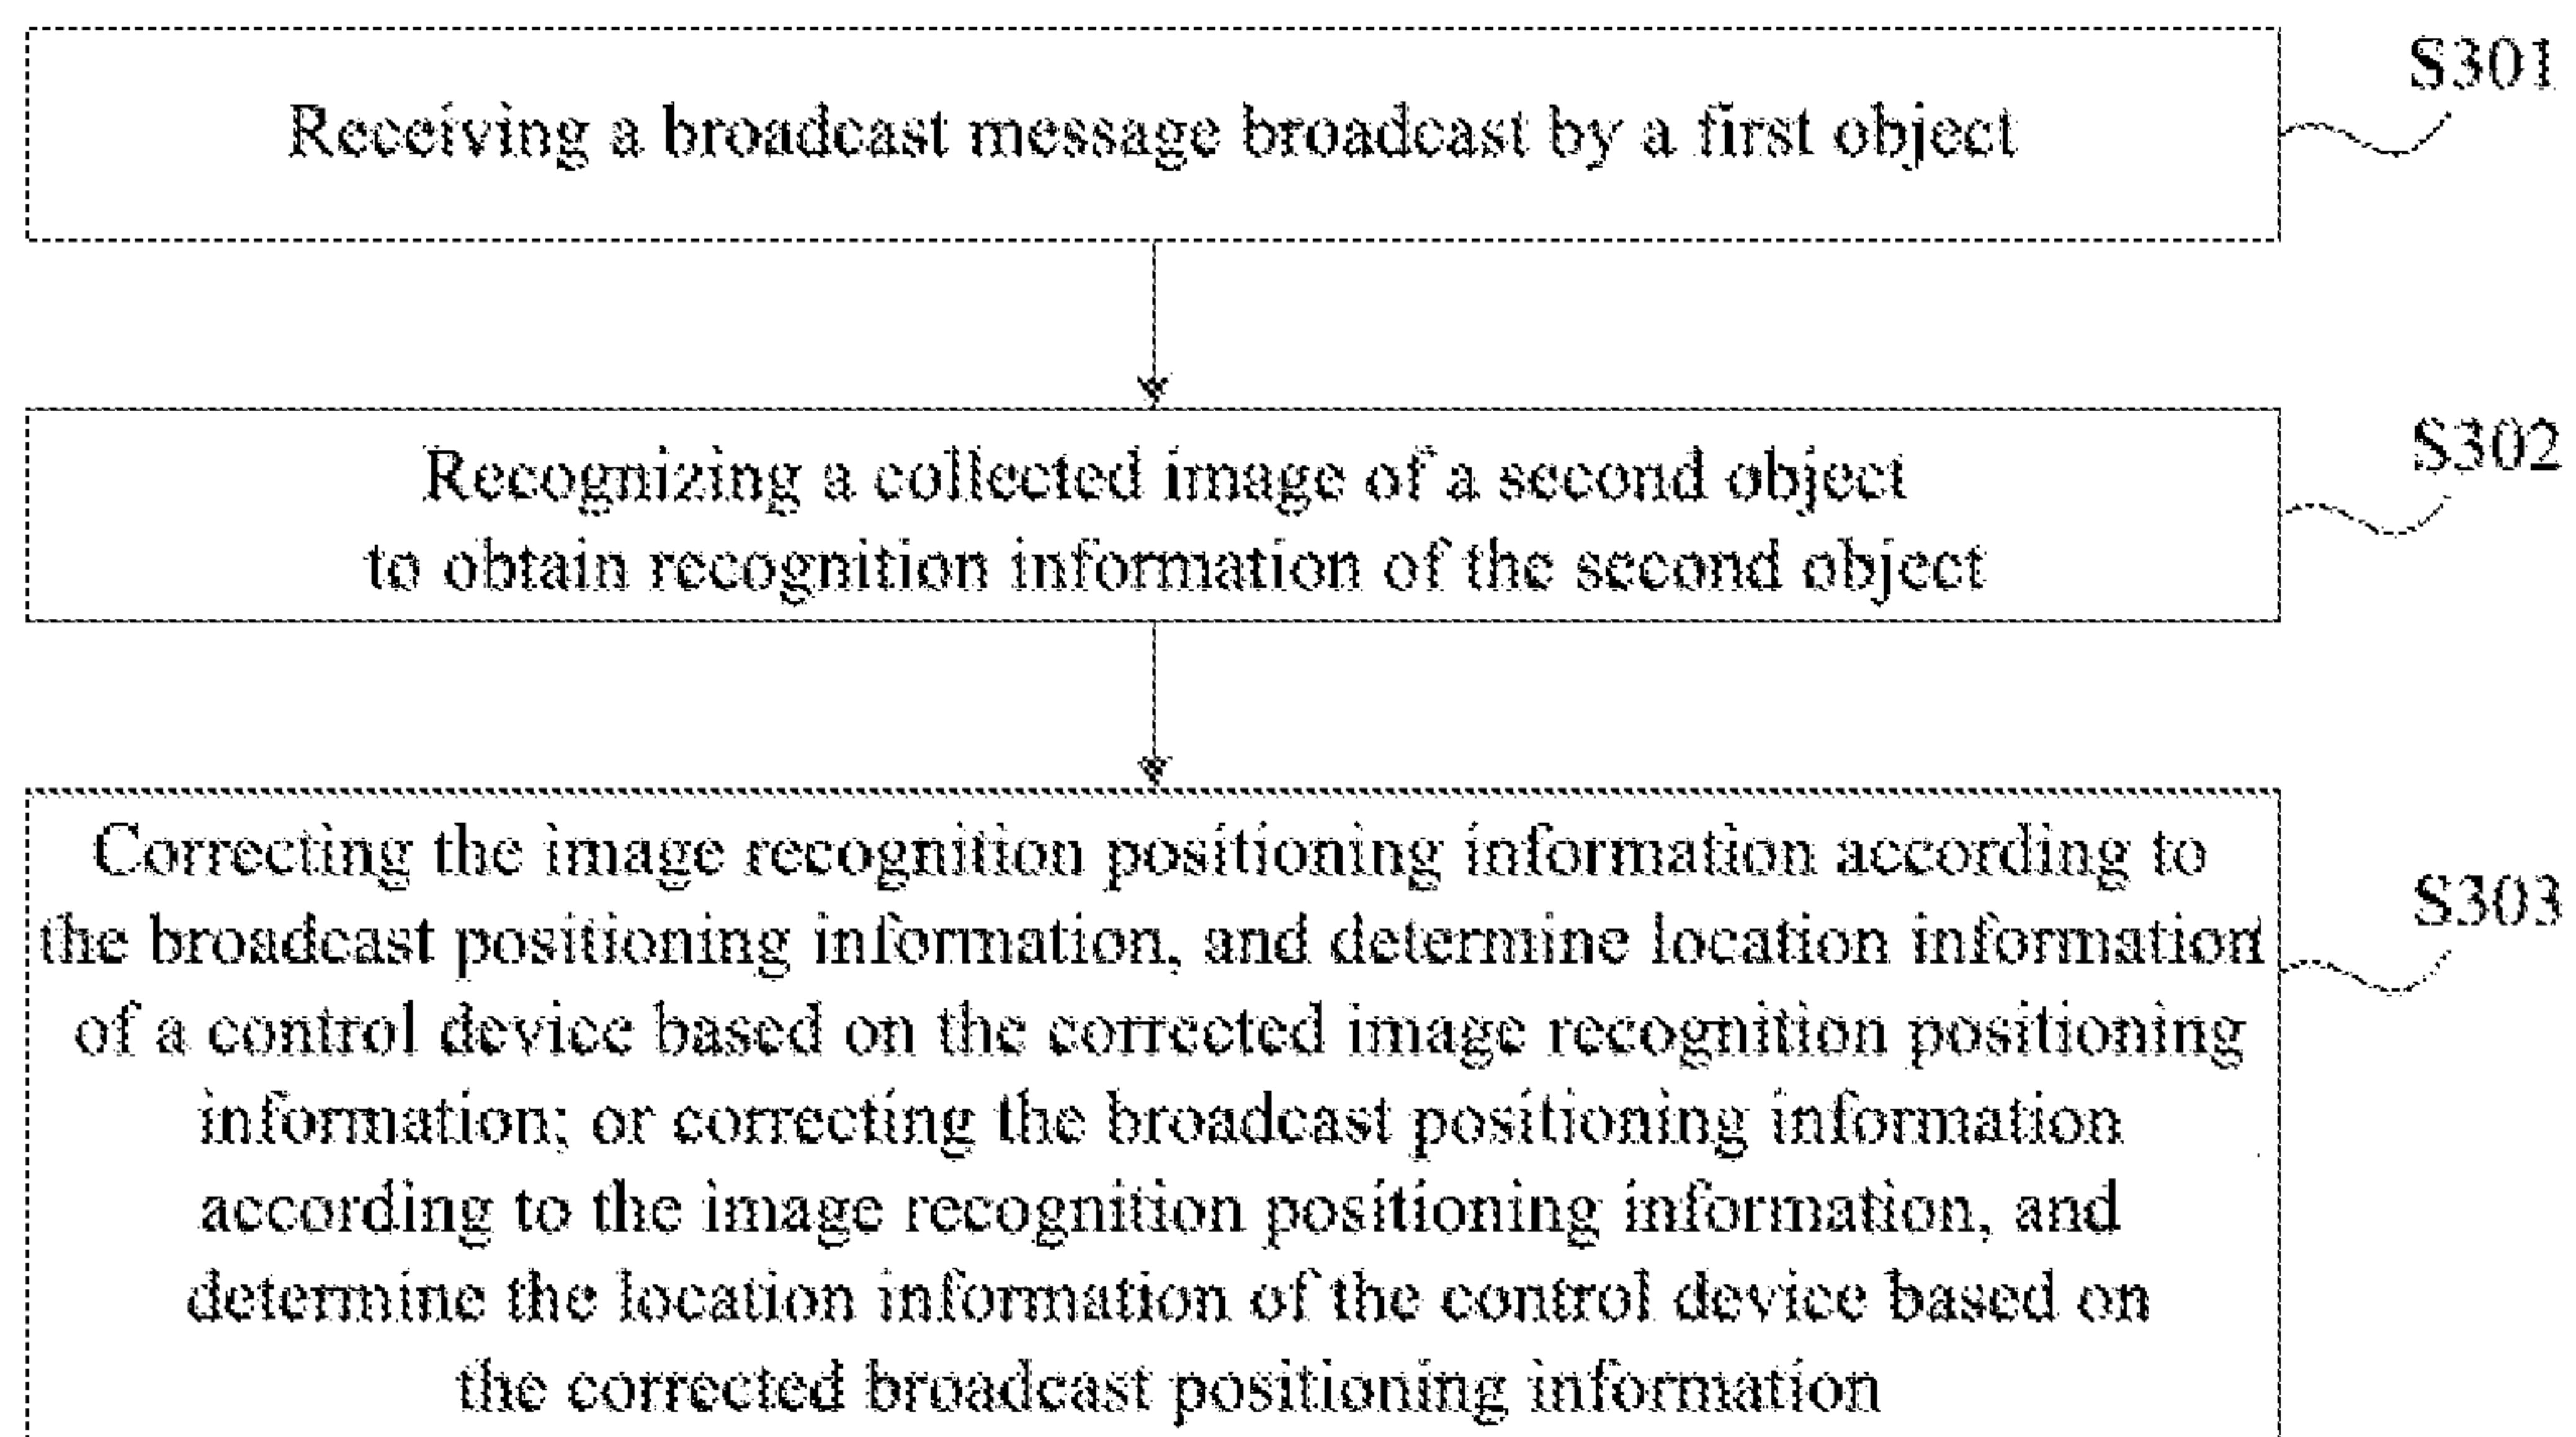 S301
Receiving a broadcast message broadcast by a first object
S302
Recognizing a collected image of a second object
to obtain recognition information of the second object
Correcting the image recognition positioning information according to
S303
the broadcast positioning information, and determine location information
of a control device based on the corrected image recognition positioning
information; or correcting the broadcast positioning information
according to the image recognition positioning information, and
determine the location information of the control device based on
the corrected broadcast positioning information